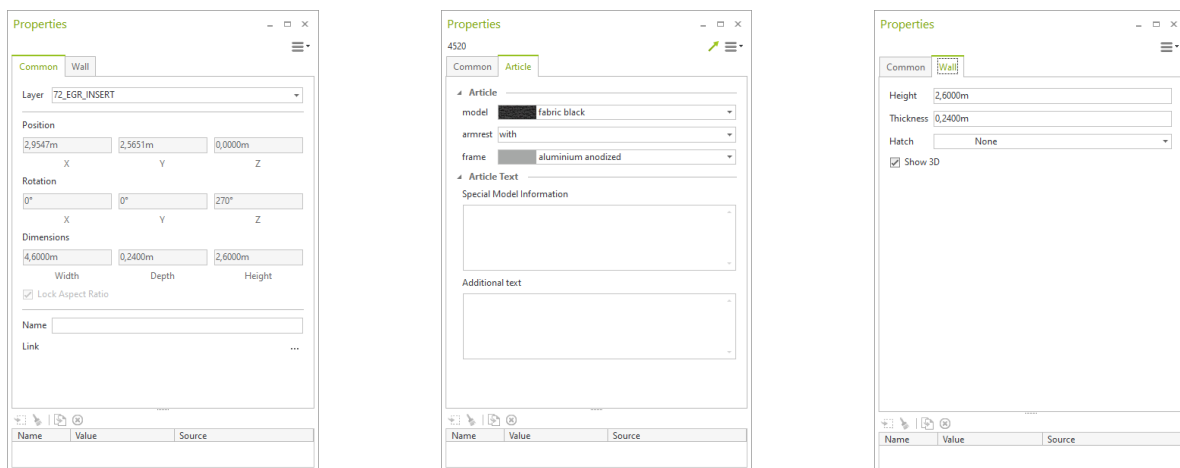 Properties
Common Wall
Layer 72_EGR_INSERT
Position
2,9547m 2,5651m 0,0000m
X Y Z
Rotation
0° 0° 270°
X Y Z
Dimensions
4,6000m 0,2400m 2,6000m
Width Depth Height
Lock Aspect Ratio
Name
Link ...
Name Value Source
Properties
4520
Common Article
Article
model fabric black
armrest with
frame aluminium anodized
Article Text
Special Model Information
Additional text
Name Value Source
Properties
Common Wall
Height 2,6000m
Thickness 0,2400m
Hatch None
Show 3D
Name Value Source